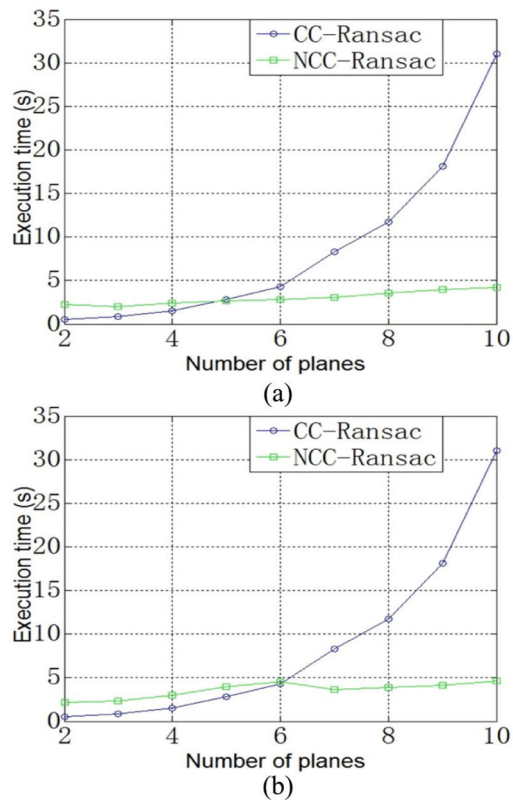 35
30
25
20
15
10
5
0
Execution time (s)
CC-Ransac
NCC-Ransac
2 4 6 8 10
Number of planes
(a)
35
30
25
20
15
10
5
0
Execution time (s)
CC-Ransac
NCC-Ransac
2 4 6 8 10
Number of planes
(b)